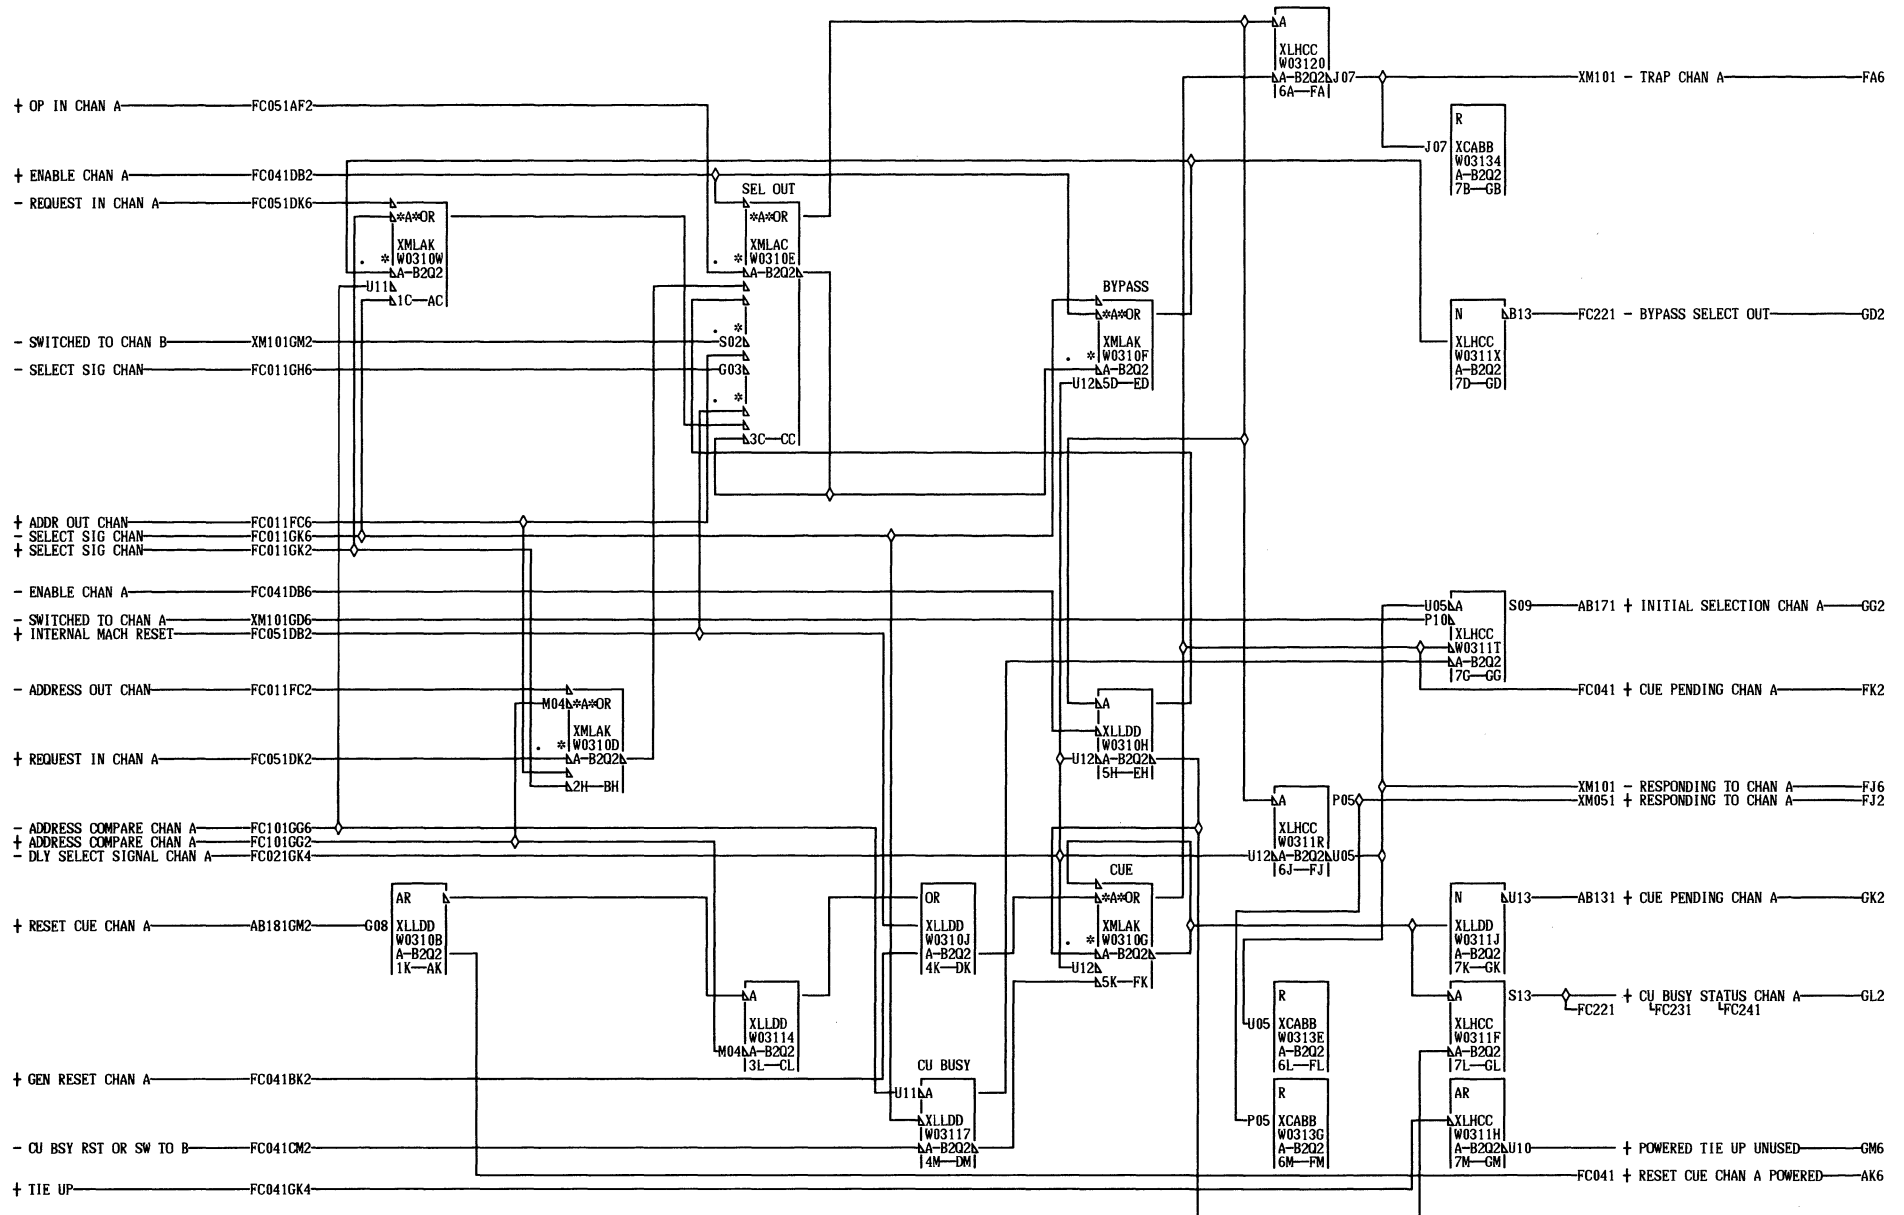 A
XLHCC
W03120
A-B2Q2 J07 XM101 - TRAP CHAN A FA6
6A—FA
+ OP IN CHAN A FC051AF2
R
J07 XCABB
W03134
A-B2Q2
7B—GB
+ ENABLE CHAN A FC041DB2
- REQUEST IN CHAN A FC051DK6
*A*OR
XMLAK
. * W0310W
A-B2Q2
U11
1C—AC
SEL OUT
*A*OR
XMLAC
. * W0310E
A-B2Q2
. *
- SWITCHED TO CHAN B XM101GM2 S02
- SELECT SIG CHAN FC011GH6 G03
. *
3C—CC
BYPASS
*A*OR
XMLAK
. * W0310F
A-B2Q2
U12 5D—ED
N B13 FC221 - BYPASS SELECT OUT GD2
XLHCC
W0311X
A-B2Q2
7D—GD
+ ADDR OUT CHAN FC011FC6
- SELECT SIG CHAN FC011GK6
+ SELECT SIG CHAN FC011GK2
- ENABLE CHAN A FC041DB6
- SWITCHED TO CHAN A XM101GD6
+ INTERNAL MACH RESET FC051DB2
U05 A S09 AB171 + INITIAL SELECTION CHAN A GG2
P10
XLHCC
W0311T
A-B2Q2
7G—GG
FC041 + CUE PENDING CHAN A FK2
- ADDRESS OUT CHAN FC011FC2
M04 *A*OR
XMLAK
. * W0310D
+ REQUEST IN CHAN A FC051DK2 A-B2Q2
2H—BH
A
XLLDD
W0310H
U12 A-B2Q2
5H—EH
XM101 - RESPONDING TO CHAN A FJ6
XM051 + RESPONDING TO CHAN A FJ2
A P05
XLHCC
W0311R
U12 A-B2Q2 U05
6J—FJ
- ADDRESS COMPARE CHAN A FC101GG6
+ ADDRESS COMPARE CHAN A FC101GG2
- DLY SELECT SIGNAL CHAN A FC021GK4
AR
+ RESET CUE CHAN A AB181GM2 G08 XLLDD
W0310B
A-B2Q2
1K—AK
OR
XLLDD
W0310J
A-B2Q2
4K—DK
CUE
*A*OR
XMLAK
. * W0310G
A-B2Q2
U12
5K—FK
N U13 AB131 + CUE PENDING CHAN A GK2
XLLDD
W0311J
A-B2Q2
7K—GK
A
XLLDD
W03114
M04 A-B2Q2
3L—CL
R
U05 XCABB
W0313E
A-B2Q2
6L—FL
A S13 + CU BUSY STATUS CHAN A GL2
FC221 FC231 FC241
XLHCC
W0311F
A-B2Q2
7L—GL
+ GEN RESET CHAN A FC041BK2
CU BUSY
U11 A
XLLDD
W03117
- CU BSY RST OR SW TO B FC041CM2 A-B2Q2
4M—DM
R
P05 XCABB
W0313G
A-B2Q2
6M—FM
AR
XLHCC
W0311H
A-B2Q2 U10 + POWERED TIE UP UNUSED GM6
7M—GM
FC041 + RESET CUE CHAN A POWERED AK6
+ TIE UP FC041GK4